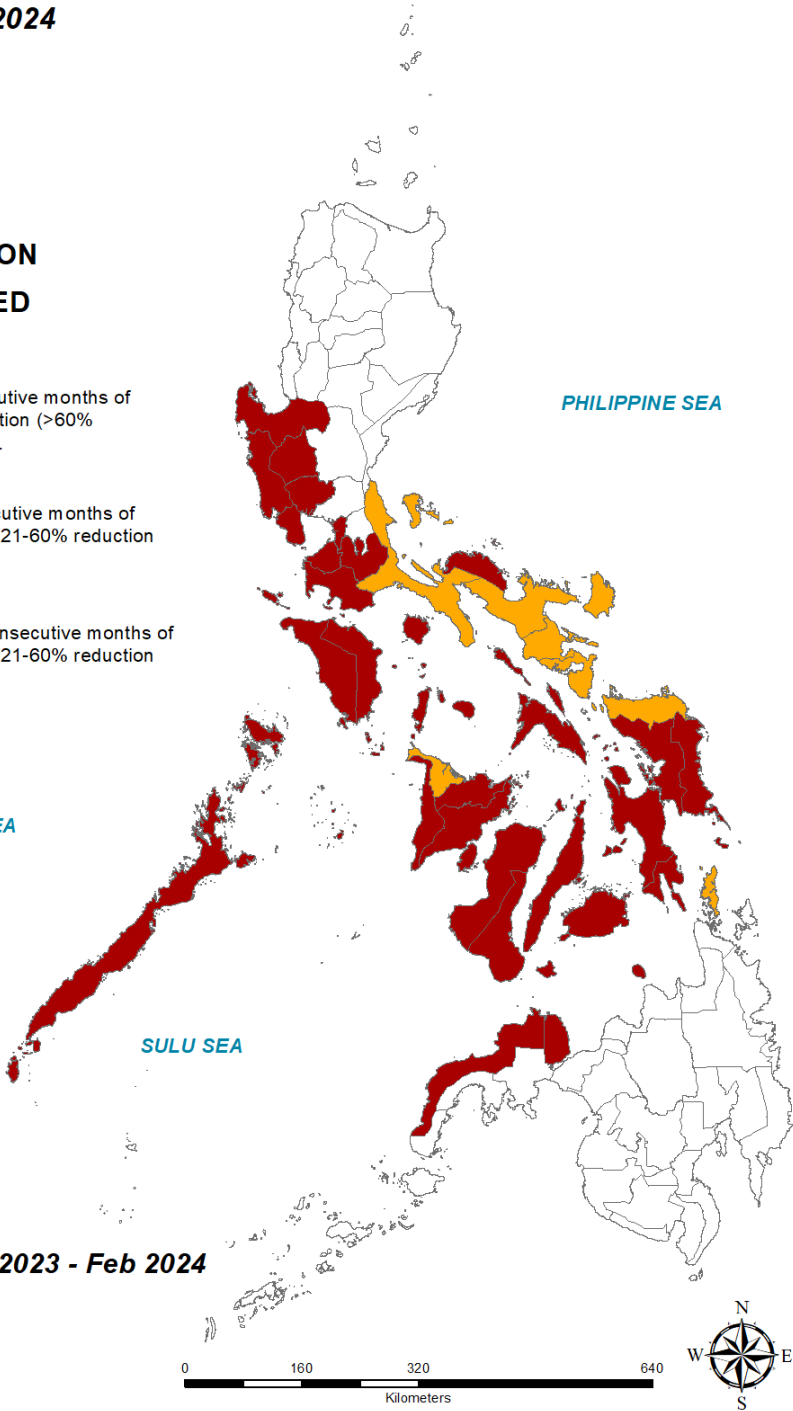 2024
ON
ED
utive months of
tion (>60%
.
cutive months of
21-60% reduction
nsecutive months of
21-60% reduction
PHILIPPINE SEA
EA
SULU SEA
2023 - Feb 2024
N
W E
S
0 160 320 640
Kilometers